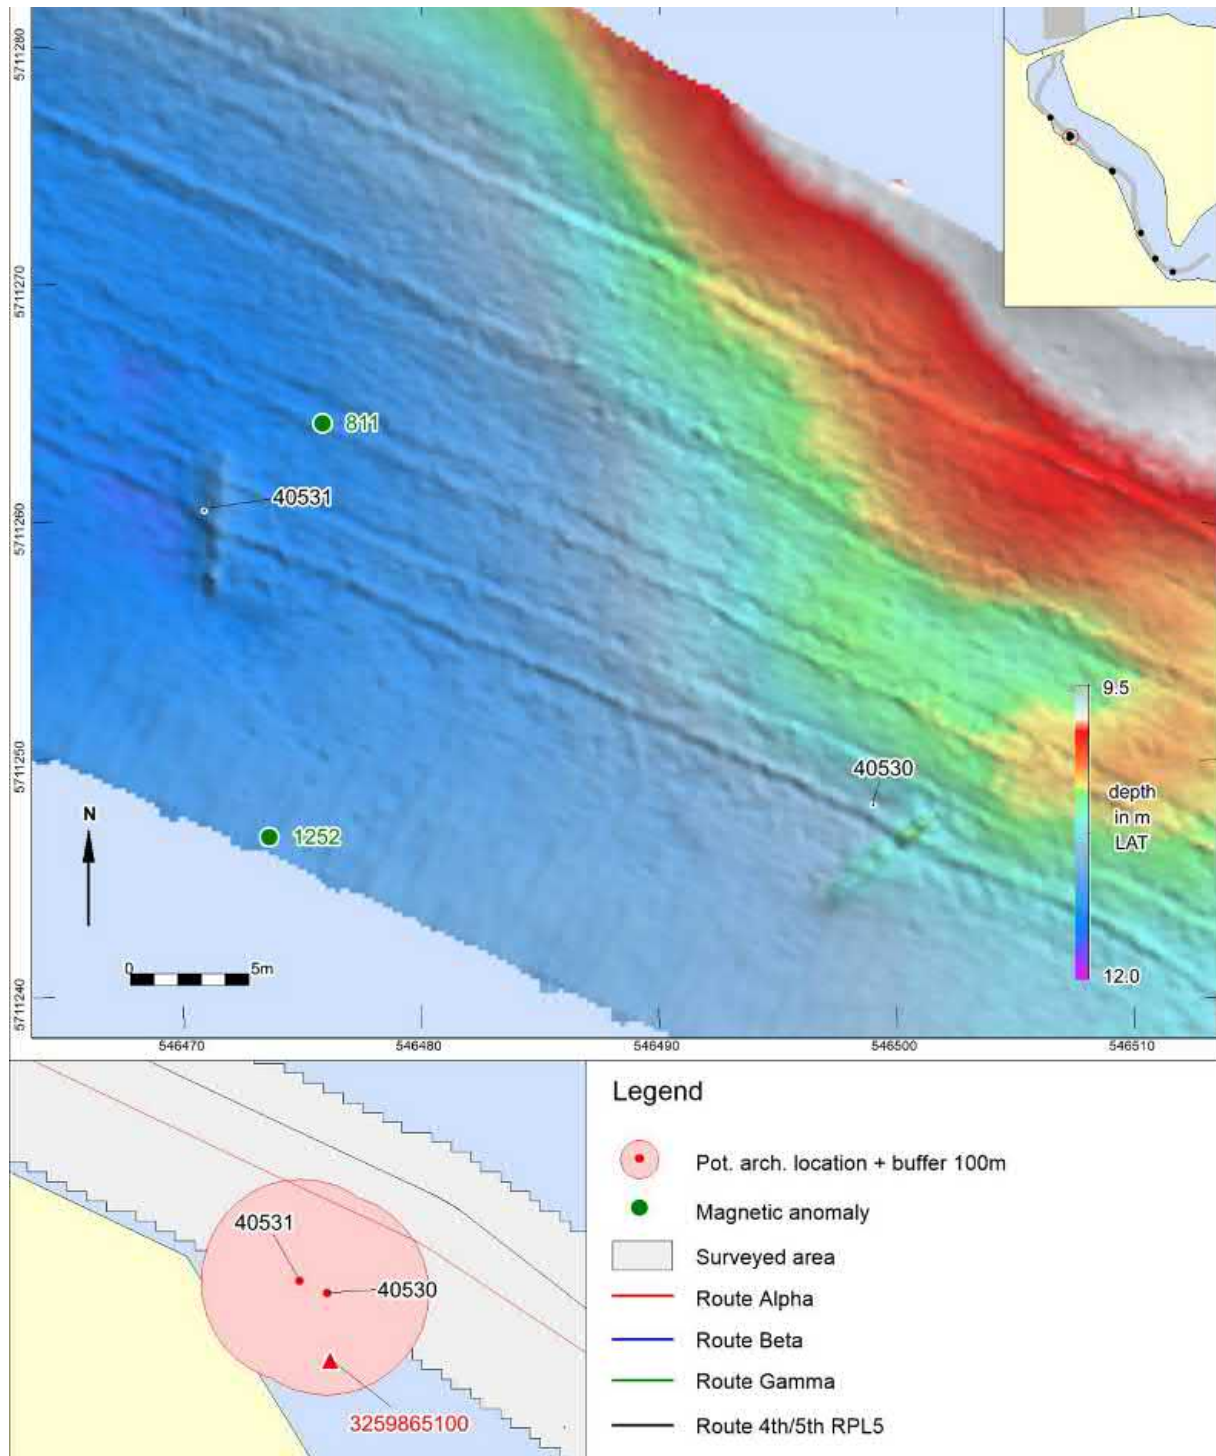 5711280
5711270
5711260
5711250
5711240
811
40531
40530
1252
9.5
depth
in m
LAT
12.0
N
0
5m
546470
546480
546490
546500
546510
40531
40530
3259865100
Legend
Pot. arch. location + buffer 100m
Magnetic anomaly
Surveyed area
Route Alpha
Route Beta
Route Gamma
Route 4th/5th RPL5